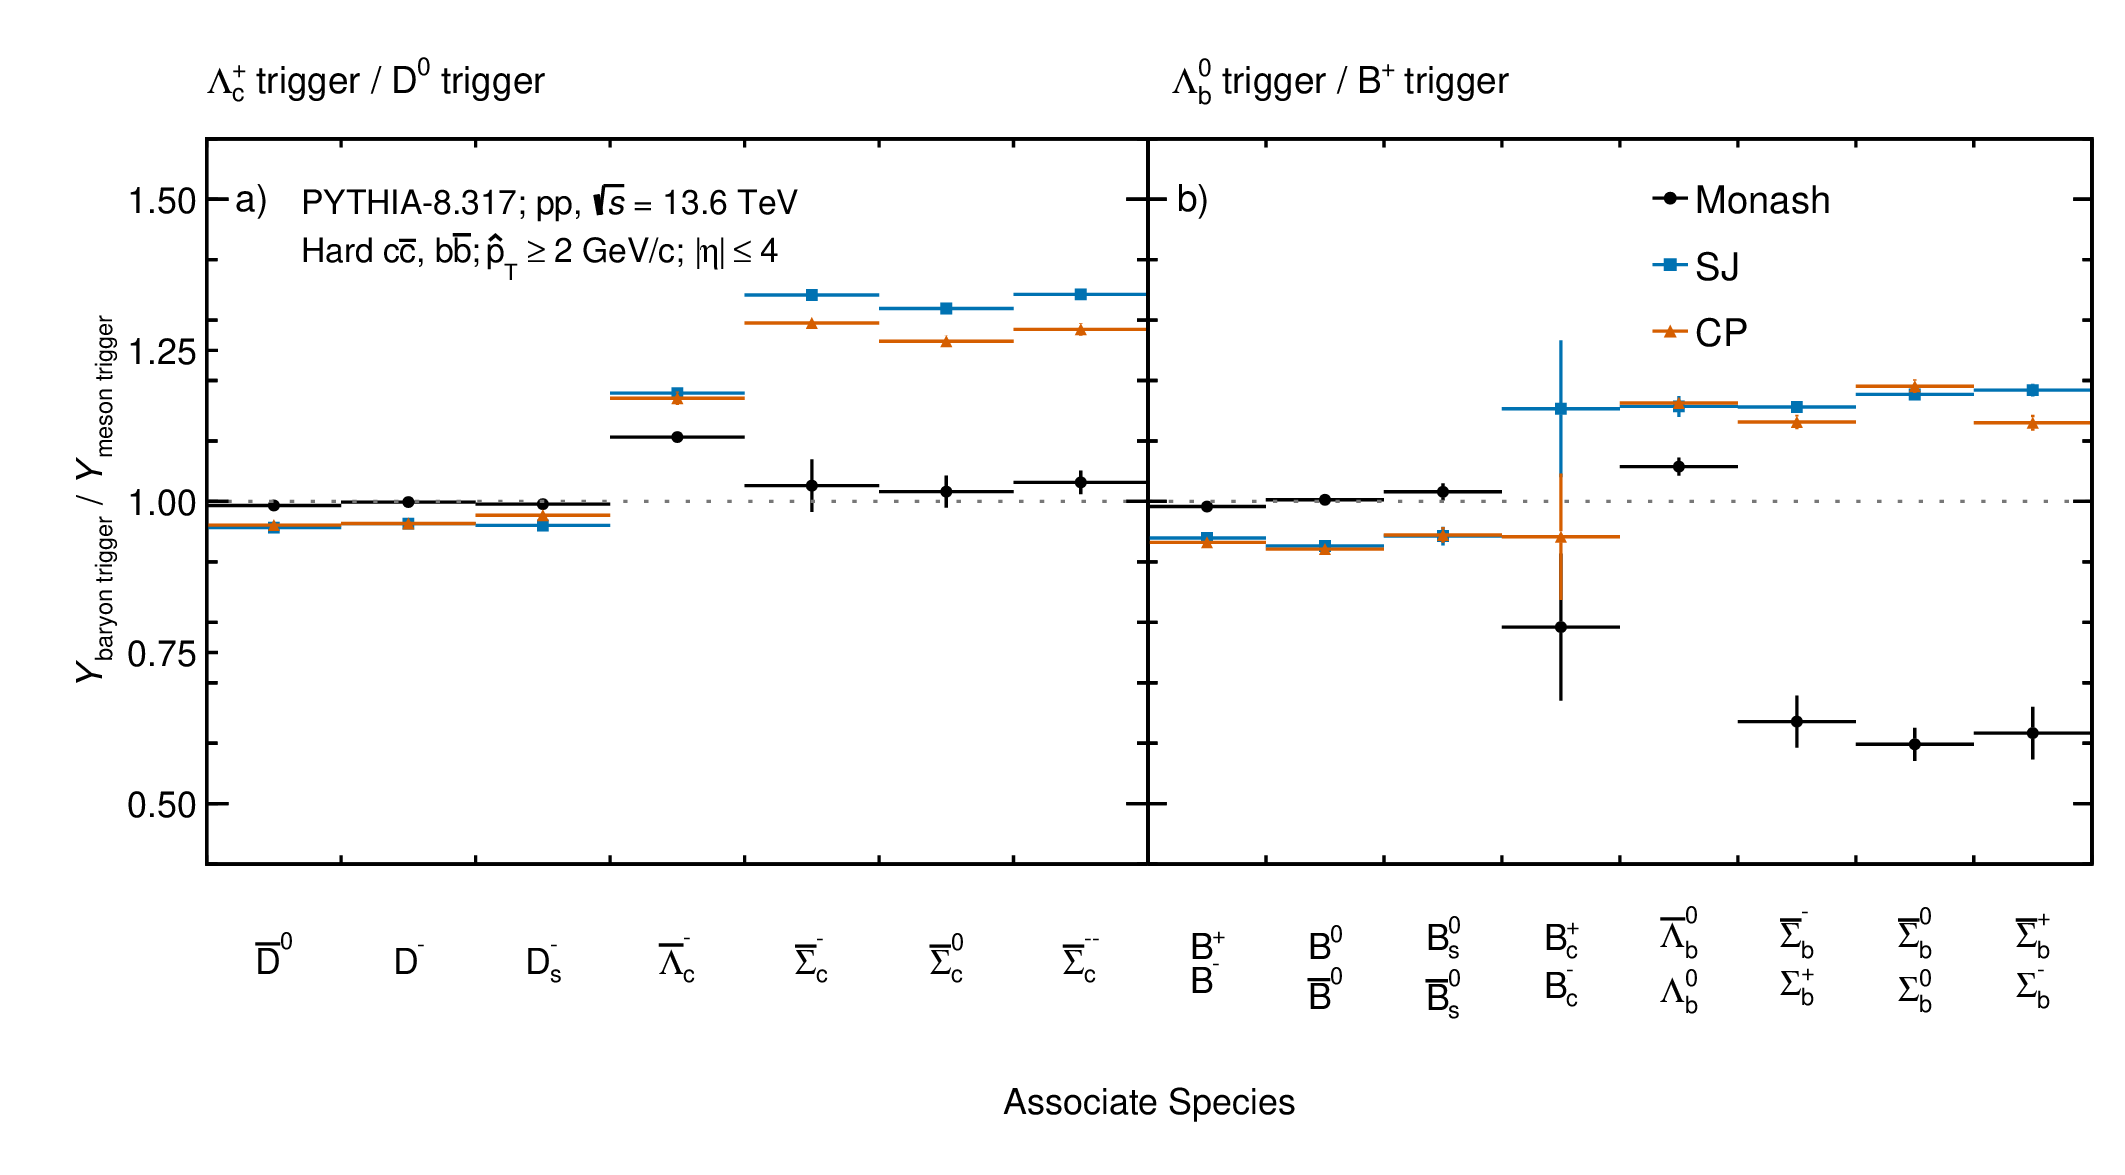 Λc⁺ trigger / D⁰ trigger
Λb⁰ trigger / B⁺ trigger
a) PYTHIA-8.317; pp, √s = 13.6 TeV
Hard cc̅, bb̅; p̂T ≥ 2 GeV/c; |η| ≤ 4
b)
Monash
SJ
CP
1.50
1.25
1.00
0.75
0.50
Ybaryon trigger / Ymeson trigger
D̅⁰ D⁻ Ds⁻ Λ̅c⁻ Σ̅c⁻ Σ̅c⁰ Σ̅c⁻⁻
B⁺ B⁰ Bs⁰ Bc⁺ Λ̅b⁰ Σ̅b⁻ Σ̅b⁰ Σ̅b⁺
B⁻ B̅⁰ B̅s⁰ Bc⁻ Λb⁰ Σb⁺ Σb⁰ Σb⁻
Associate Species